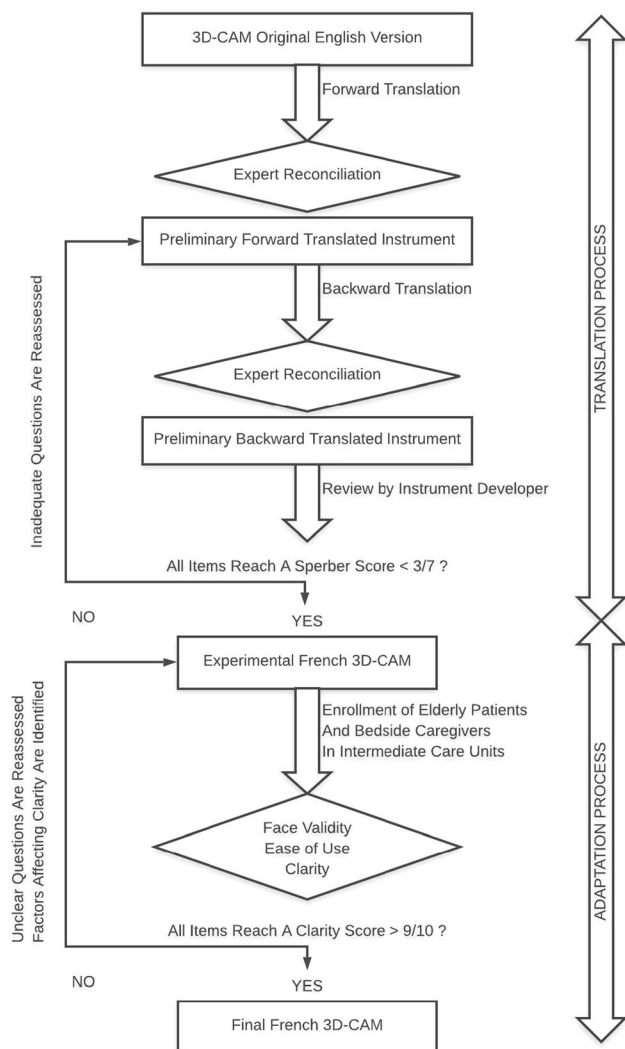 3D-CAM Original English Version
Forward Translation
Expert Reconciliation
Preliminary Forward Translated Instrument
Backward Translation
Expert Reconciliation
Preliminary Backward Translated Instrument
Review by Instrument Developer
All Items Reach A Sperber Score < 3/7 ?
NO
YES
Inadequate Questions Are Reassessed
TRANSLATION PROCESS
Experimental French 3D-CAM
Enrollment of Elderly Patients
And Bedside Caregivers
In Intermediate Care Units
Face Validity
Ease of Use
Clarity
All Items Reach A Clarity Score > 9/10 ?
NO
YES
Unclear Questions Are Reassessed
Factors Affecting Clarity Are Identified
ADAPTATION PROCESS
Final French 3D-CAM